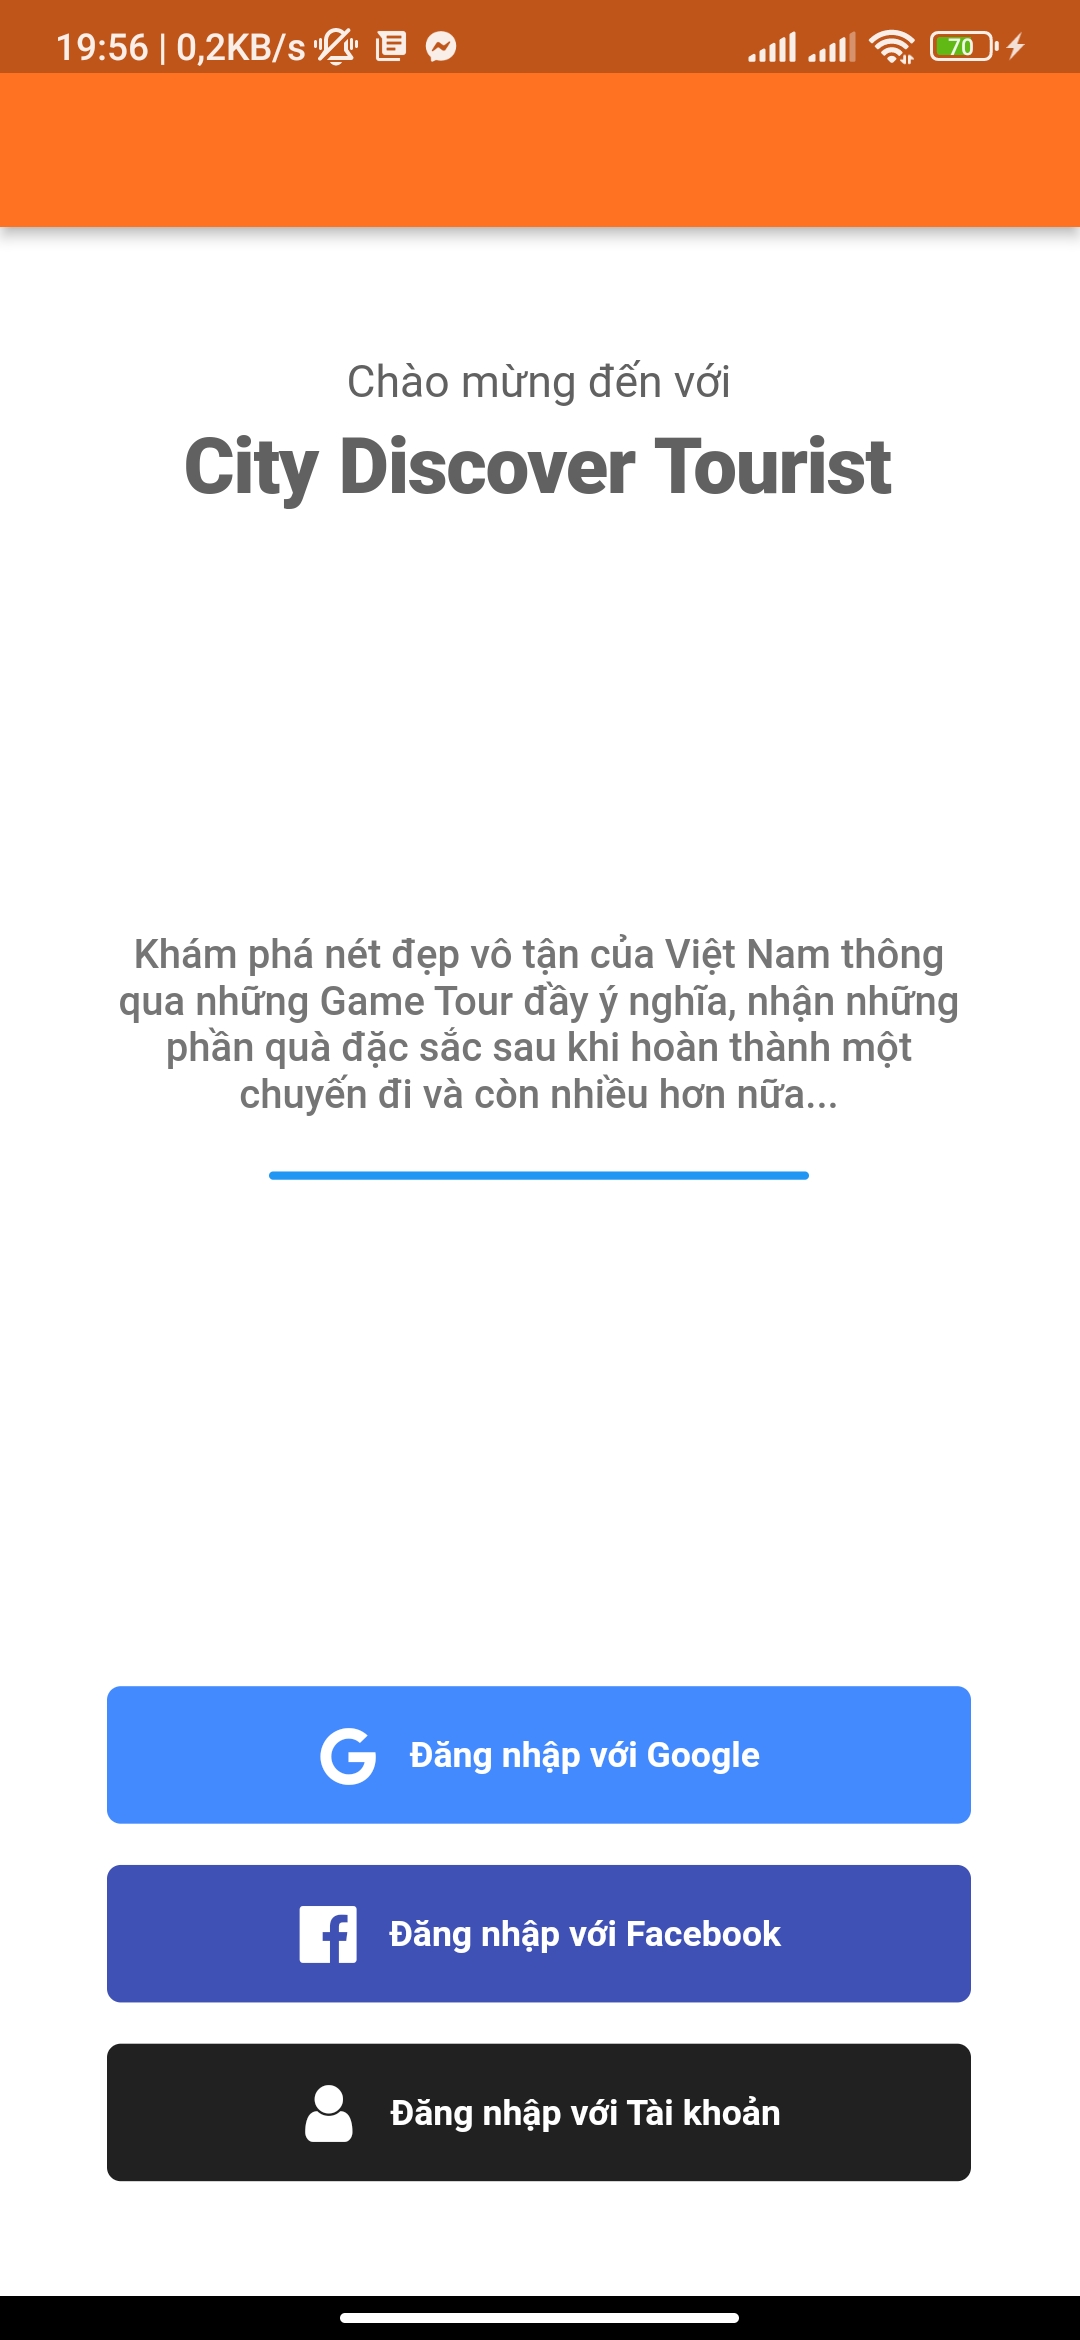 19:56 | 0,2KB/s
70
Chào mừng đến với
City Discover Tourist
Khám phá nét đẹp vô tận của Việt Nam thông
qua những Game Tour đầy ý nghĩa, nhận những
phần quà đặc sắc sau khi hoàn thành một
chuyến đi và còn nhiều hơn nữa...
Đăng nhập với Google
Đăng nhập với Facebook
Đăng nhập với Tài khoản